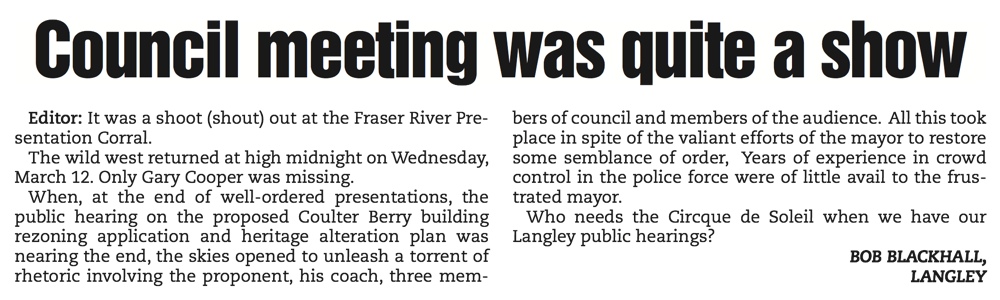 Council meeting was quite a show
Editor: It was a shoot (shout) out at the Fraser River Pre-
sentation Corral.
The wild west returned at high midnight on Wednesday,
March 12. Only Gary Cooper was missing.
When, at the end of well-ordered presentations, the
public hearing on the proposed Coulter Berry building
rezoning application and heritage alteration plan was
nearing the end, the skies opened to unleash a torrent of
rhetoric involving the proponent, his coach, three mem-
bers of council and members of the audience. All this took
place in spite of the valiant efforts of the mayor to restore
some semblance of order, Years of experience in crowd
control in the police force were of little avail to the frus-
trated mayor.
Who needs the Circque de Soleil when we have our
Langley public hearings?
BOB BLACKHALL,
LANGLEY